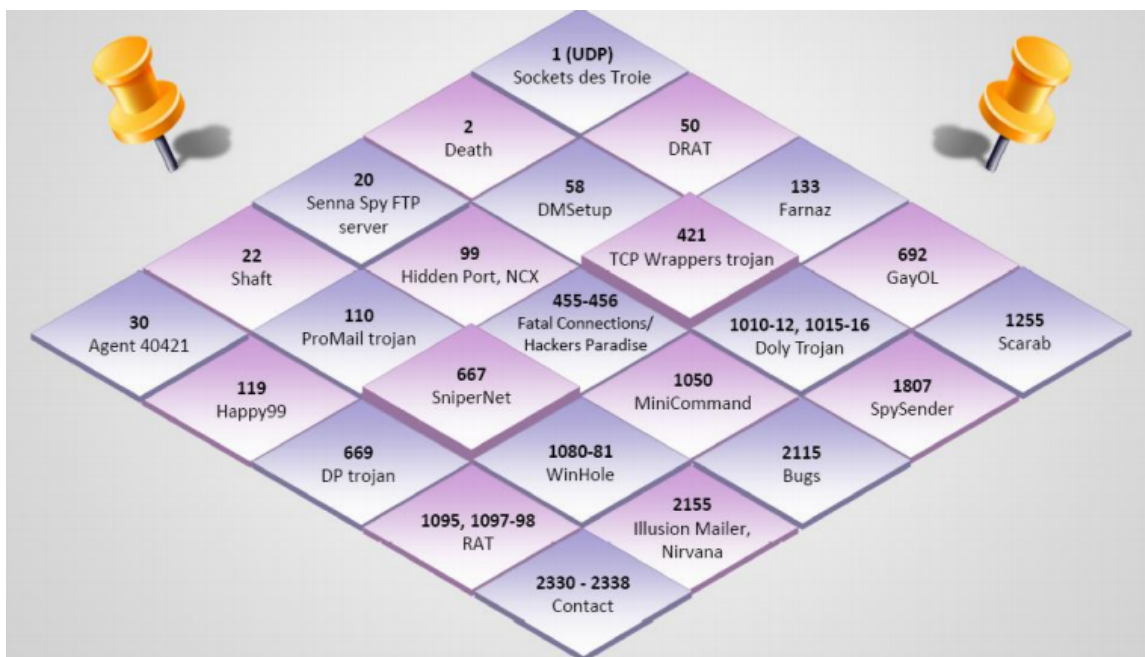 1 (UDP)
Sockets des Troie
2
Death
50
DRAT
20
Senna Spy FTP
server
58
DMSetup
133
Farnaz
22
Shaft
99
Hidden Port, NCX
421
TCP Wrappers trojan
692
GayOL
30
Agent 40421
110
ProMail trojan
455-456
Fatal Connections/
Hackers Paradise
1010-12, 1015-16
Doly Trojan
1255
Scarab
119
Happy99
667
SniperNet
1050
MiniCommand
1807
SpySender
669
DP trojan
1080-81
WinHole
2115
Bugs
1095, 1097-98
RAT
2155
Illusion Mailer,
Nirvana
2330 - 2338
Contact